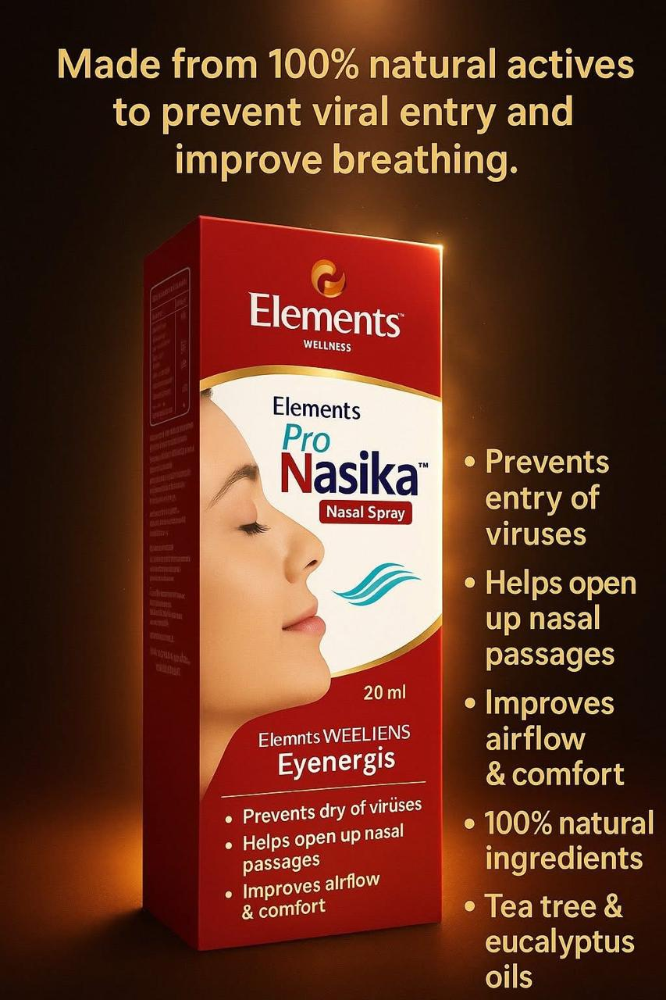 Made from 100% natural actives
to prevent viral entry and
improve breathing.
Elements™
WELLNESS
Elements
Pro
Nasika™
Nasal Spray
20 ml
Elemnts WEELIENS
Eyenergis
• Prevents dry of virüses
• Helps open up nasal
passages
• Improves alrflow
& comfort
• Prevents
entry of
viruses
• Helps open
up nasal
passages
• Improves
airflow
& comfort
• 100% natural
ingredients
• Tea tree &
eucalyptus
oils